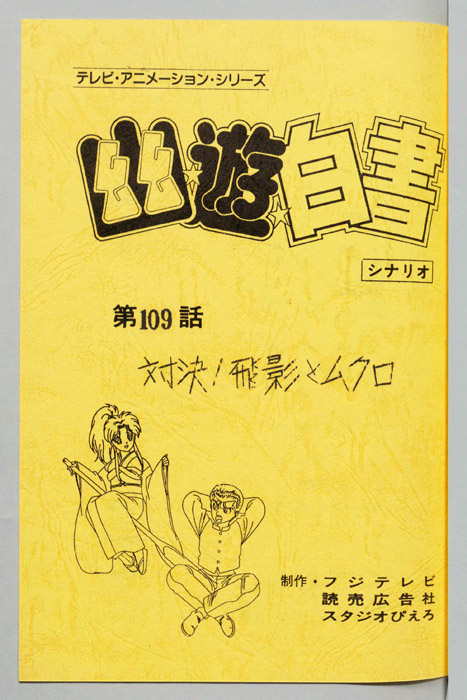 テレビ・アニメーション・シリーズ
幽☆遊☆白書
シナリオ
第109話
対決!飛影とムクロ
制作・フジテレビ
読売広告社
スタジオぴえろ